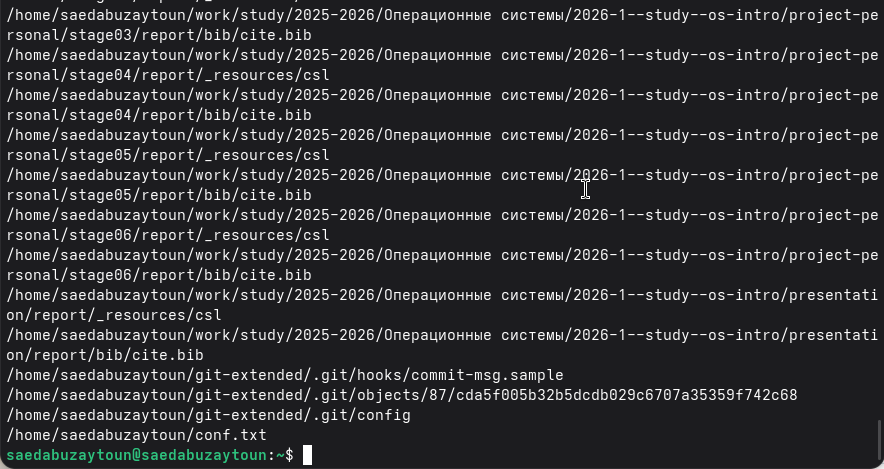 /home/saedabuzaytoun/work/study/2025-2026/Операционные системы/2026-1--study--os-intro/project-pe
rsonal/stage03/report/bib/cite.bib
/home/saedabuzaytoun/work/study/2025-2026/Операционные системы/2026-1--study--os-intro/project-pe
rsonal/stage04/report/_resources/csl
/home/saedabuzaytoun/work/study/2025-2026/Операционные системы/2026-1--study--os-intro/project-pe
rsonal/stage04/report/bib/cite.bib
/home/saedabuzaytoun/work/study/2025-2026/Операционные системы/2026-1--study--os-intro/project-pe
rsonal/stage05/report/_resources/csl
/home/saedabuzaytoun/work/study/2025-2026/Операционные системы/2026-1--study--os-intro/project-pe
rsonal/stage05/report/bib/cite.bib
/home/saedabuzaytoun/work/study/2025-2026/Операционные системы/2026-1--study--os-intro/project-pe
rsonal/stage06/report/_resources/csl
/home/saedabuzaytoun/work/study/2025-2026/Операционные системы/2026-1--study--os-intro/project-pe
rsonal/stage06/report/bib/cite.bib
/home/saedabuzaytoun/work/study/2025-2026/Операционные системы/2026-1--study--os-intro/presentati
on/report/_resources/csl
/home/saedabuzaytoun/work/study/2025-2026/Операционные системы/2026-1--study--os-intro/presentati
on/report/bib/cite.bib
/home/saedabuzaytoun/git-extended/.git/hooks/commit-msg.sample
/home/saedabuzaytoun/git-extended/.git/objects/87/cda5f005b32b5dcdb029c6707a35359f742c68
/home/saedabuzaytoun/git-extended/.git/config
/home/saedabuzaytoun/conf.txt
saedabuzaytoun@saedabuzaytoun:~$